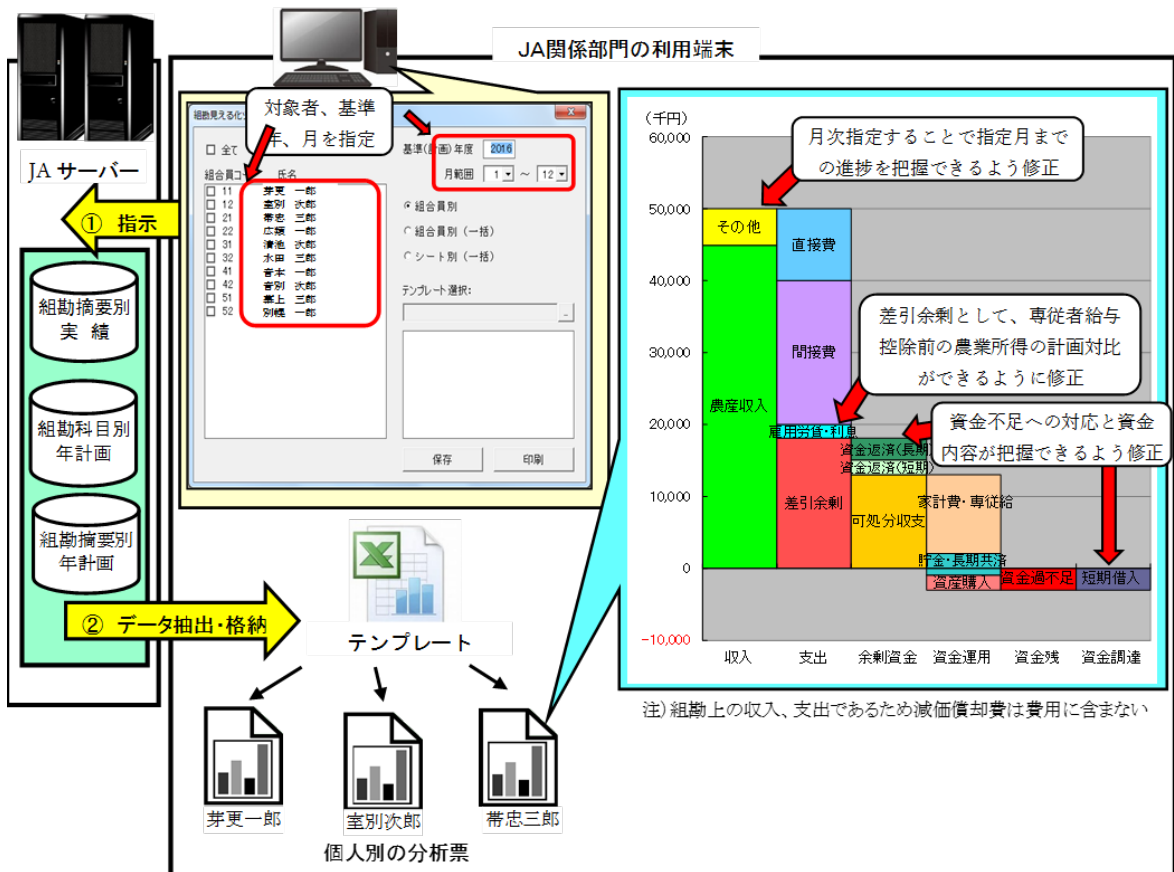 JA関係部門の利用端末
JA サーバー
① 指示
組勘摘要別
実 績
組勘科目別
年計画
組勘摘要別
年計画
② データ抽出・格納
組勘見える化ソ
対象者、基準
年、月を指定
全て
基準(計画)年度 2016
月範囲 1 ～ 12
組合員コー 氏名
11 芽更 一郎
12 室別 次郎
21 帯忠 三郎
22 広頬 一郎
31 清池 次郎
32 水田 三郎
41 音本 一郎
42 音別 次郎
51 幕上 三郎
52 別幌 一郎
組合員別
組合員別（一括）
シート別（一括）
テンプレート選択:
保存
印刷
テンプレート
芽更一郎
室別次郎
帯忠三郎
個人別の分析票
（千円）
60,000
50,000
40,000
30,000
20,000
10,000
0
-10,000
月次指定することで指定月まで
の進捗を把握できるよう修正
差引余剰として、専従者給与
控除前の農業所得の計画対比
ができるように修正
資金不足への対応と資金
内容が把握できるよう修正
その他
農産収入
直接費
間接費
雇用労賃・利息
差引余剰
資金返済(長期)
資金返済(短期)
可処分収支
家計費・専従給
貯金・長期共済
資産購入
資金過不足
短期借入
収入
支出
余剰資金
資金運用
資金残
資金調達
注）組勘上の収入、支出であるため減価償却費は費用に含まない